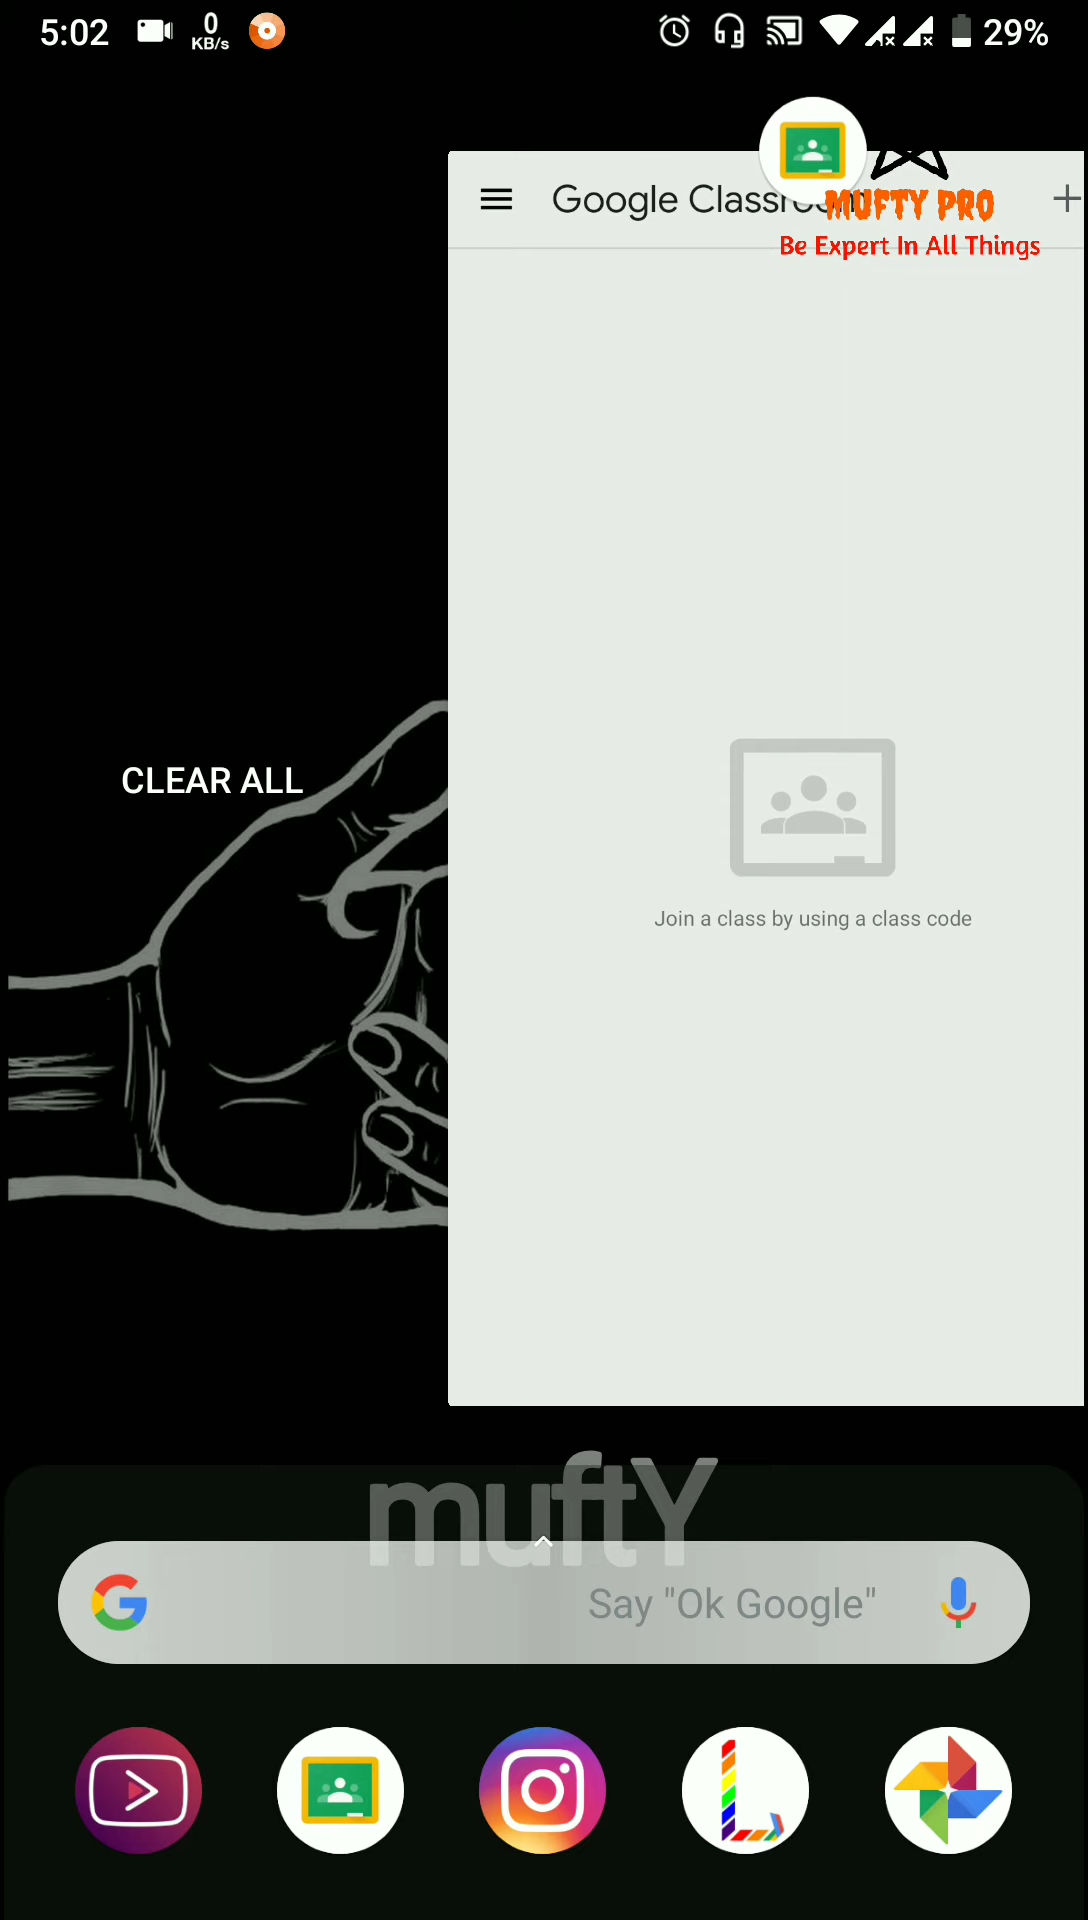 5:02
0
KB/s
29%
Google Classroom
+
MUFTY PRO
Be Expert In All Things
CLEAR ALL
Join a class by using a class code
muftY
Say "Ok Google"